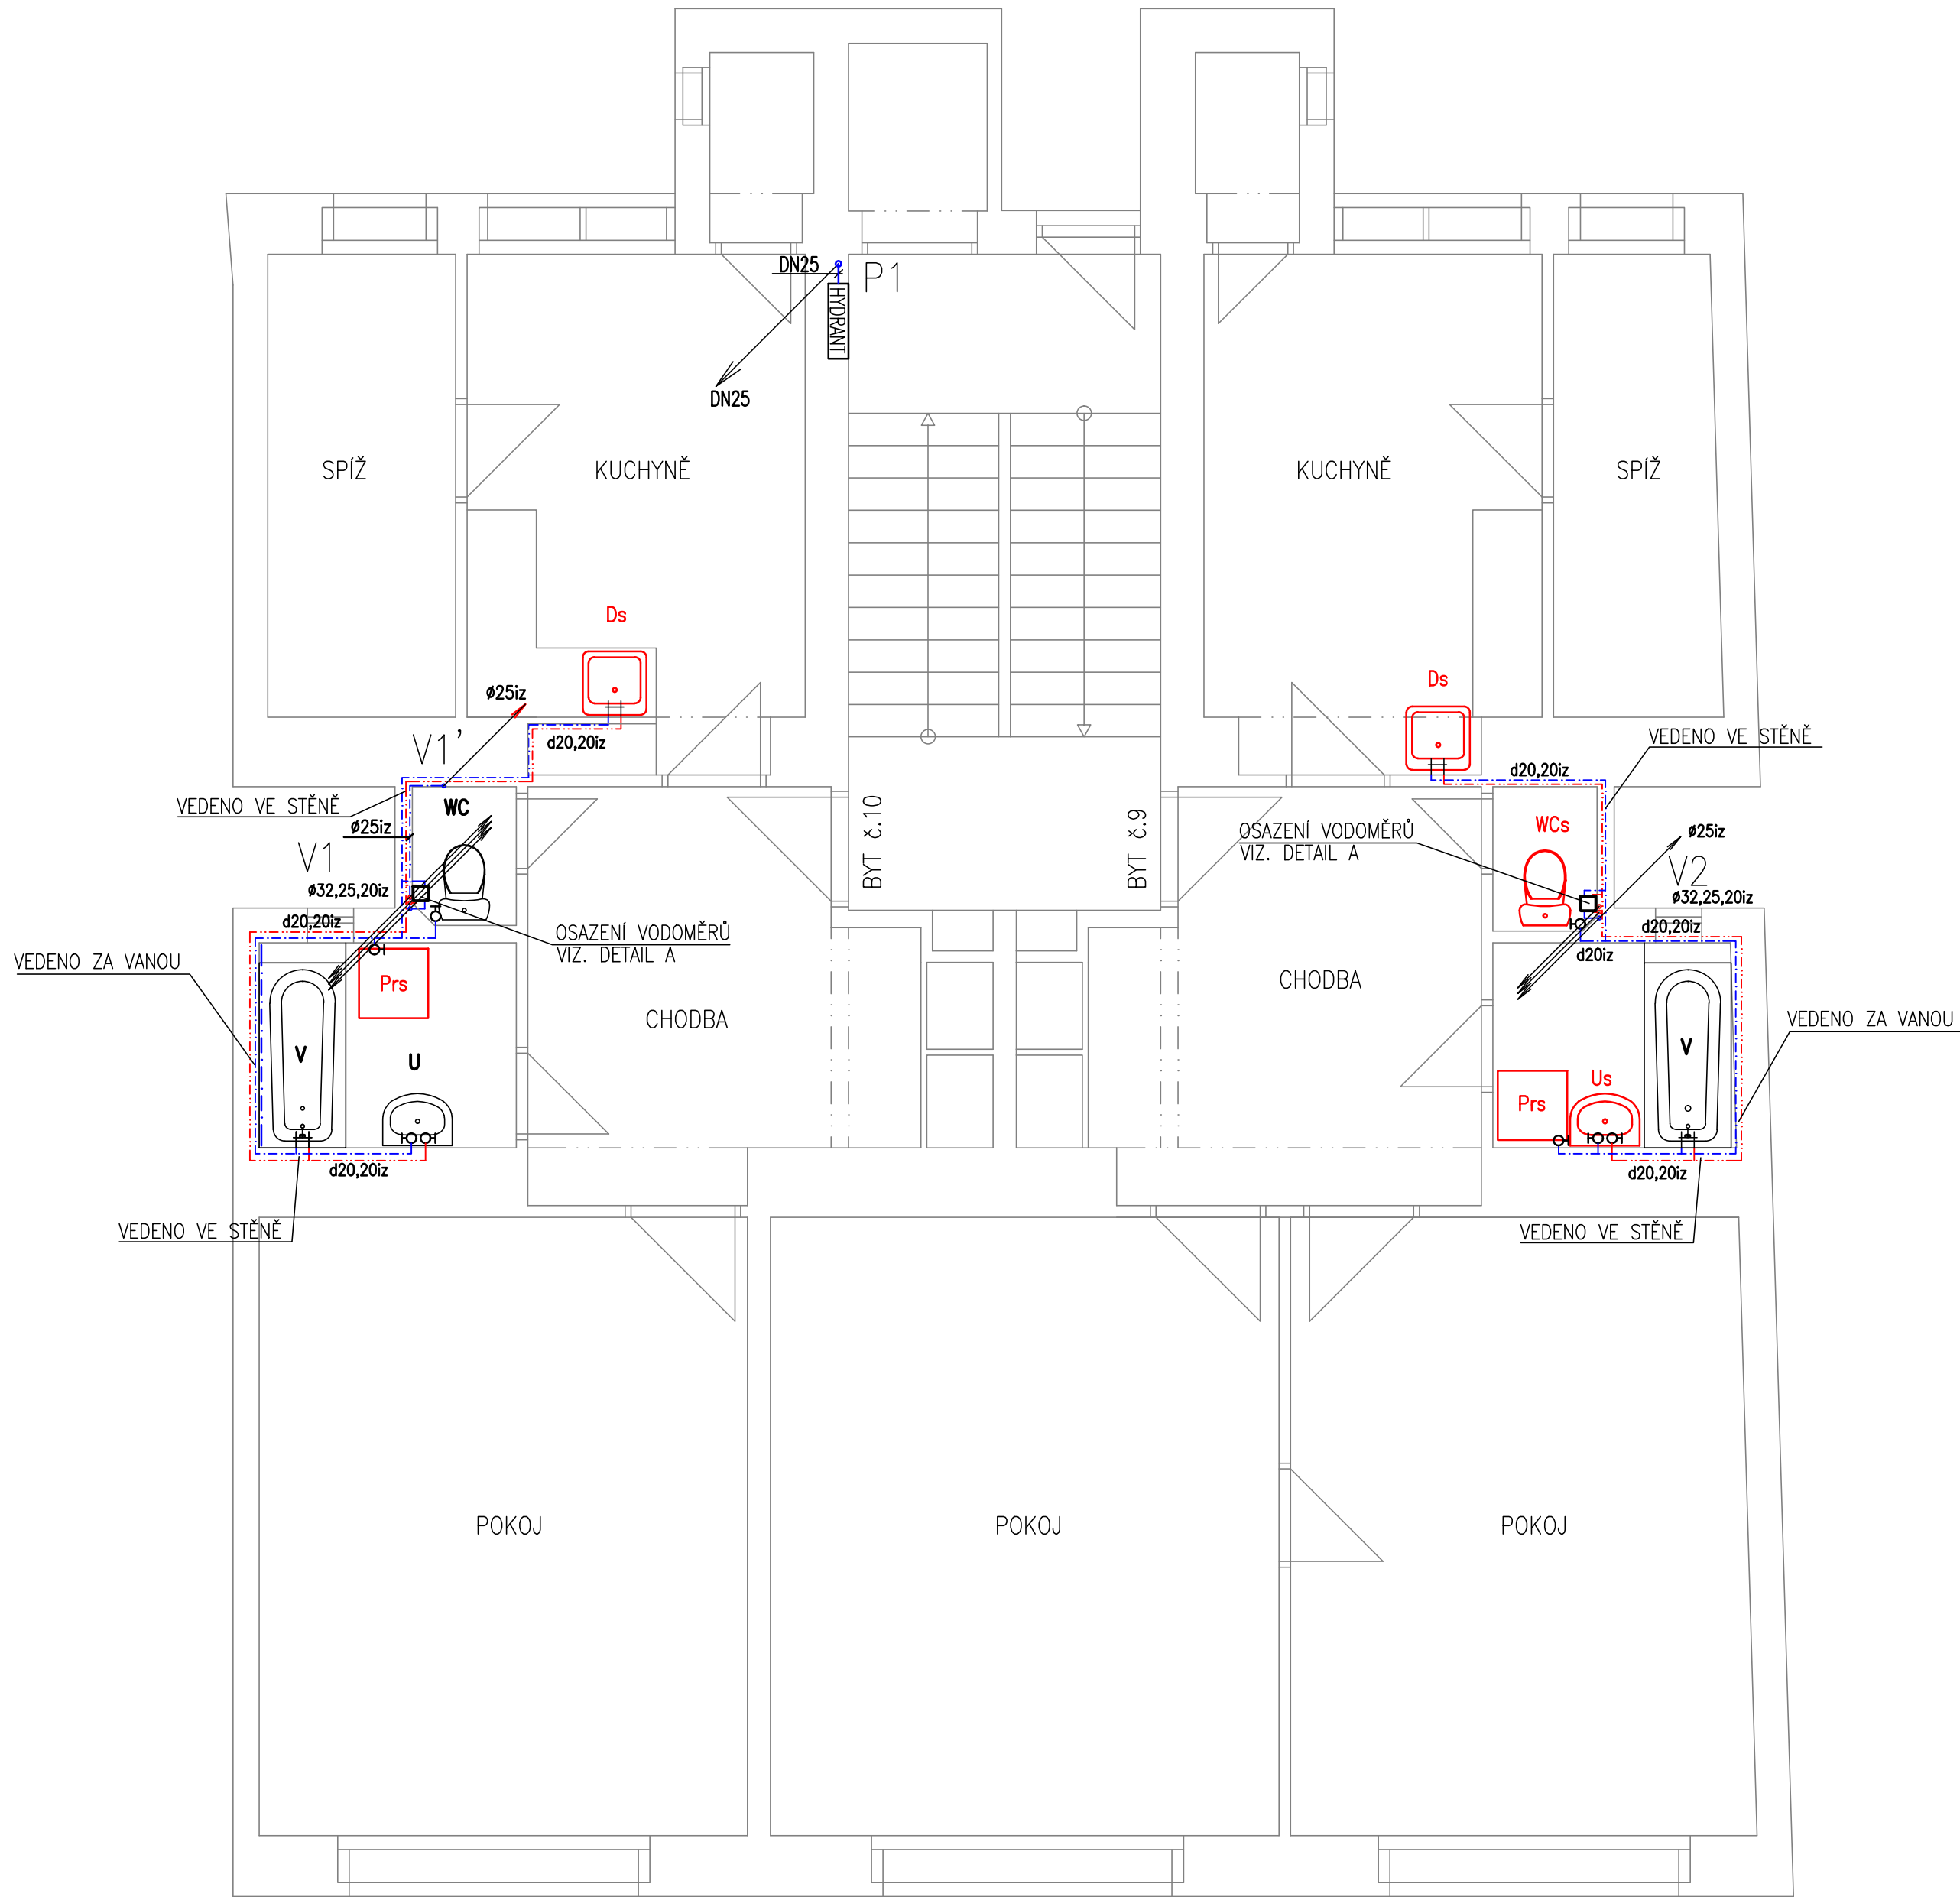 DN25
P1
HYDRANT
DN25
SPÍŽ
KUCHYNĚ
KUCHYNĚ
SPÍŽ
Ds
Ds
ø25iz
V1’
d20,20iz
VEDENO VE STĚNĚ
d20,20iz
VEDENO VE STĚNĚ
WC
ø25iz
BYT č.10
BYT č.9
OSAZENÍ VODOMĚRŮ
VIZ. DETAIL A
WCs
ø25iz
V1
V2
ø32,25,20iz
ø32,25,20iz
d20,20iz
d20,20iz
OSAZENÍ VODOMĚRŮ
VIZ. DETAIL A
d20iz
VEDENO ZA VANOU
Prs
CHODBA
CHODBA
VEDENO ZA VANOU
V
U
V
Us
Prs
d20,20iz
d20,20iz
VEDENO VE STĚNĚ
VEDENO VE STĚNĚ
POKOJ
POKOJ
POKOJ